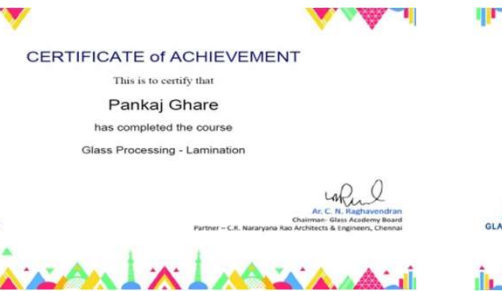 CERTIFICATE of ACHIEVEMENT
This is to certify that
Pankaj Ghare
has completed the course
Glass Processing - Lamination
Ar. C. N. Raghavendran
Chairman- Glass Academy Board
Partner – C.R. Nararyana Rao Architects & Engineers, Chennai
GLA